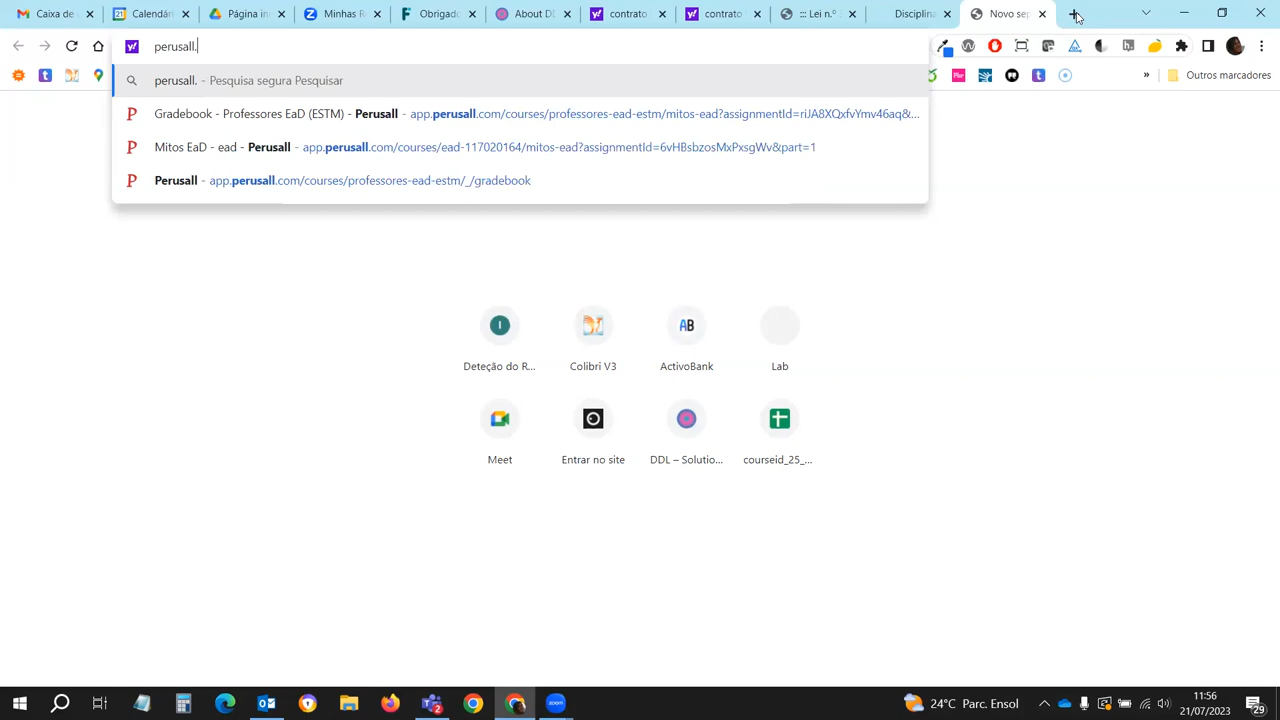 Caixa de
Calendári
Página ini
Minhas R
Obrigado
About U
contrato
contrato
::: Lei n.º
Disciplina
Novo sep
perusall.
perusall. - Pesquisa segura Pesquisar
Gradebook - Professores EaD (ESTM) - Perusall - app.perusall.com/courses/professores-ead-estm/mitos-ead?assignmentId=riJA8XQxfvYmv46aq&...
Mitos EaD - ead - Perusall - app.perusall.com/courses/ead-117020164/mitos-ead?assignmentId=6vHBsbzosMxPxsgWv&part=1
Perusall - app.perusall.com/courses/professores-ead-estm/_/gradebook
» Outros marcadores
Deteção do R...
Colibri V3
ActivoBank
Lab
Meet
Entrar no site
DDL – Solutio...
courseid_25_...
24°C Parc. Ensol
11:56
21/07/2023
29